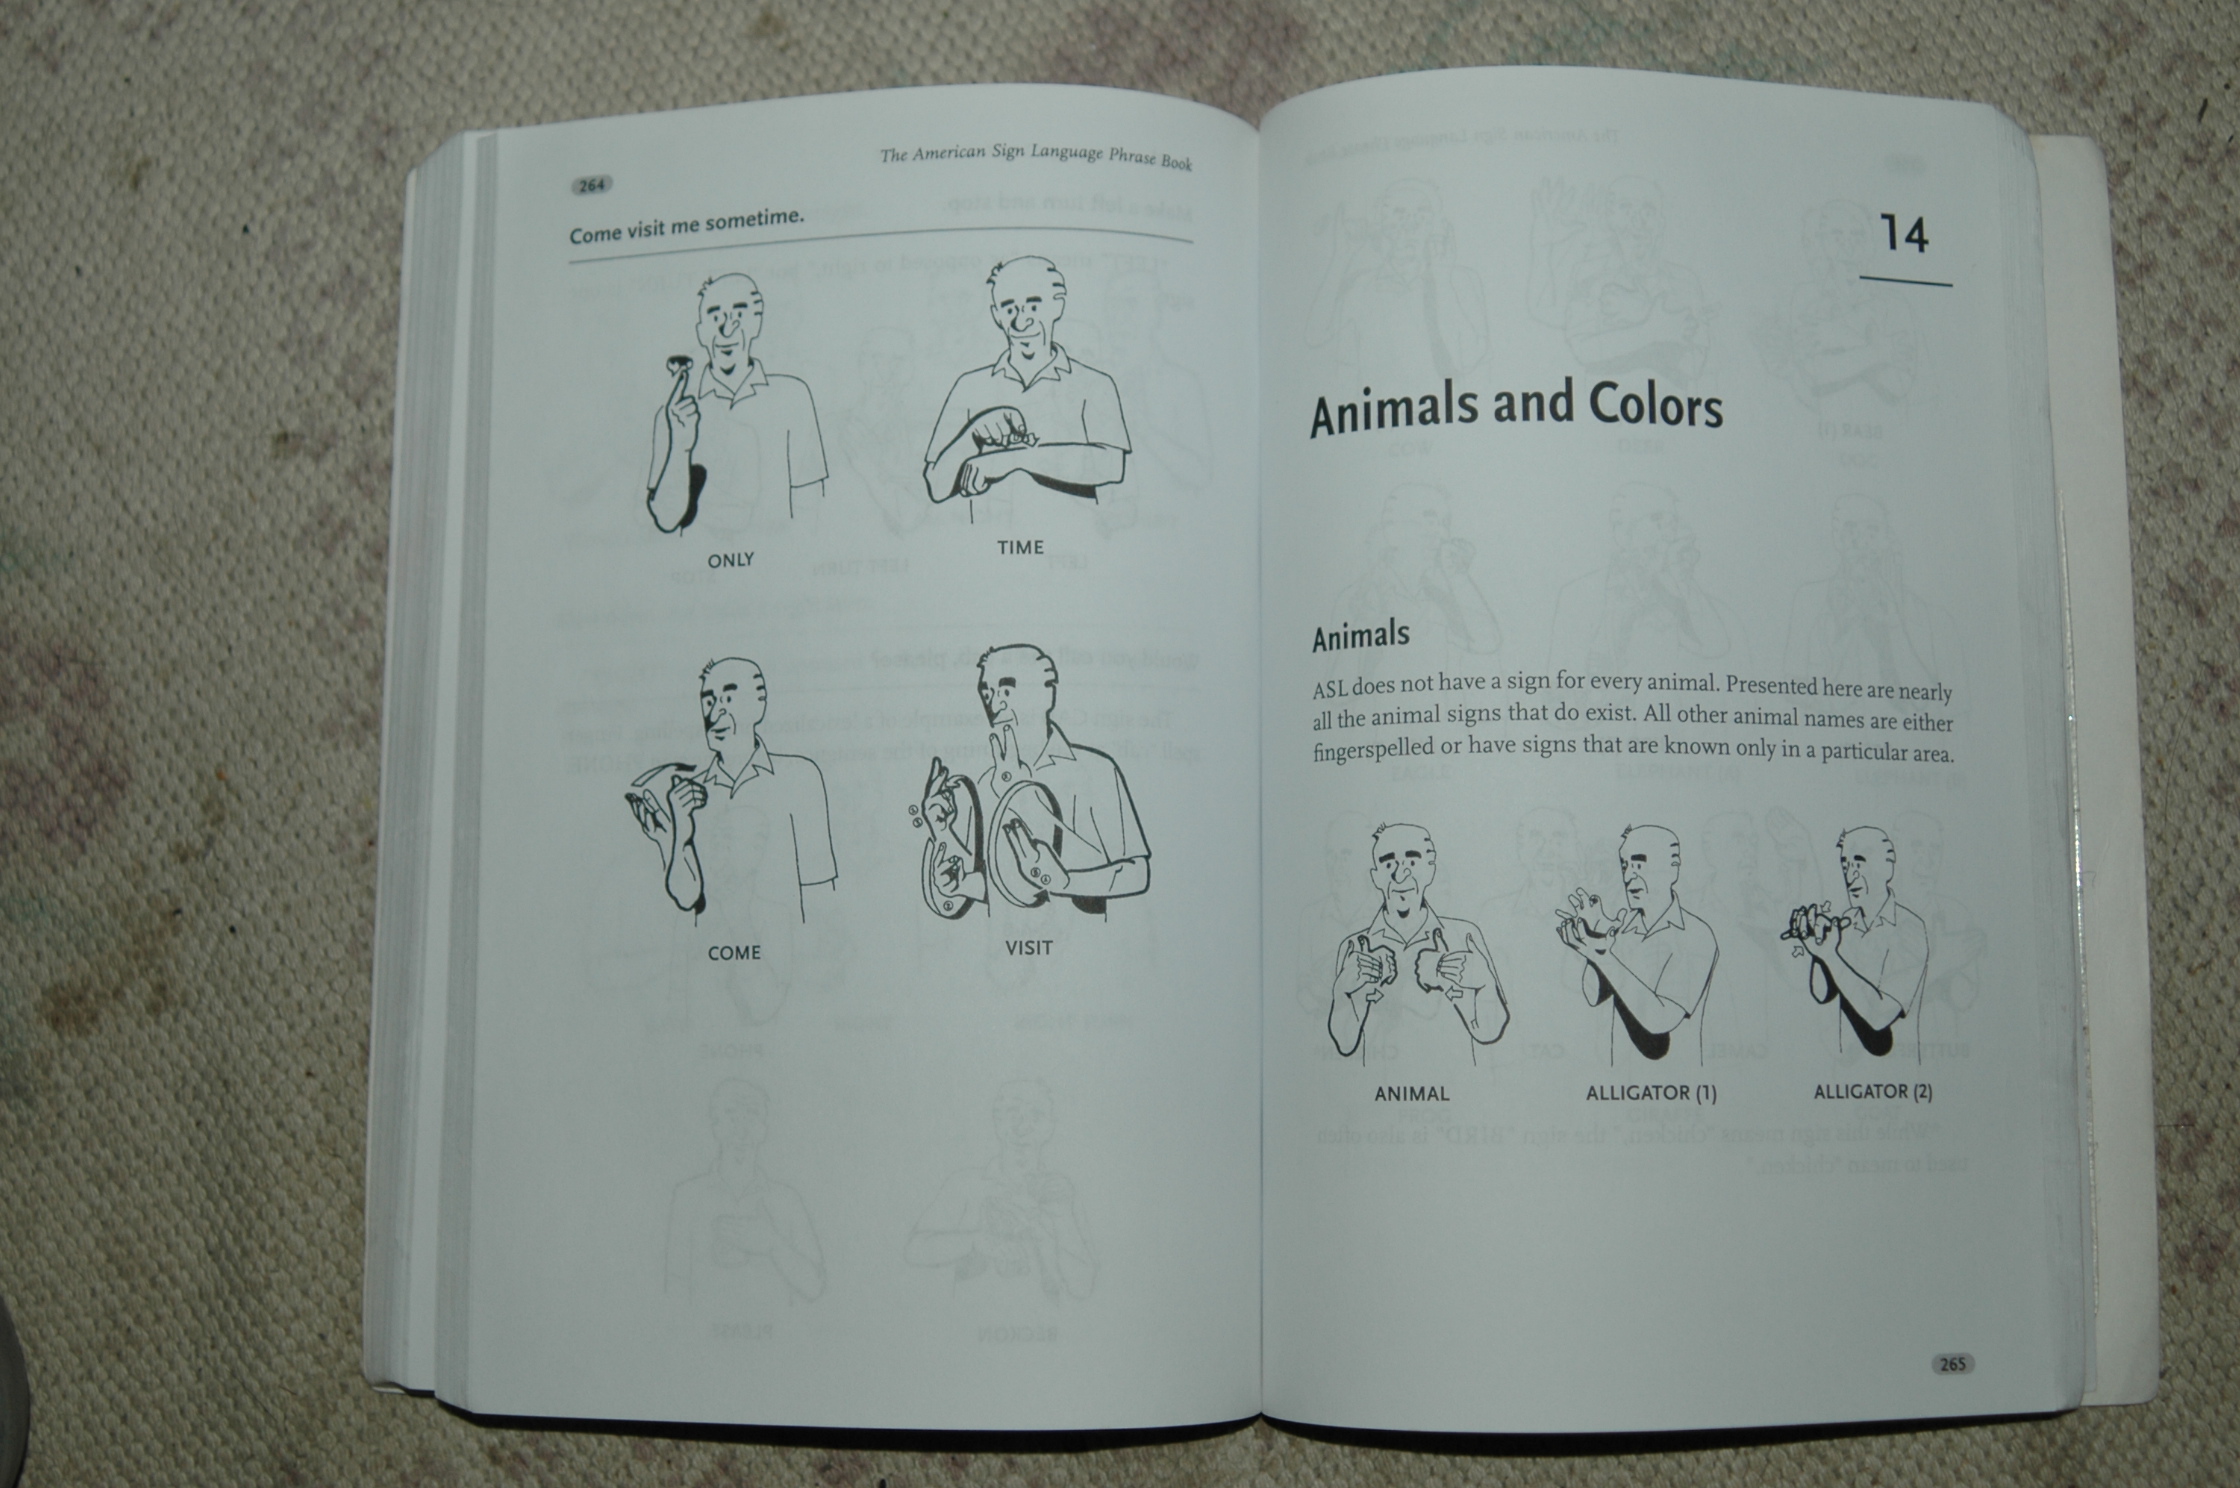 264
The American Sign Language Phrase Book
Come visit me sometime.
ONLY
TIME
COME
VISIT
14
Animals and Colors
Animals
ASL does not have a sign for every animal. Presented here are nearly
all the animal signs that do exist. All other animal names are either
fingerspelled or have signs that are known only in a particular area.
ANIMAL
ALLIGATOR (1)
ALLIGATOR (2)
265